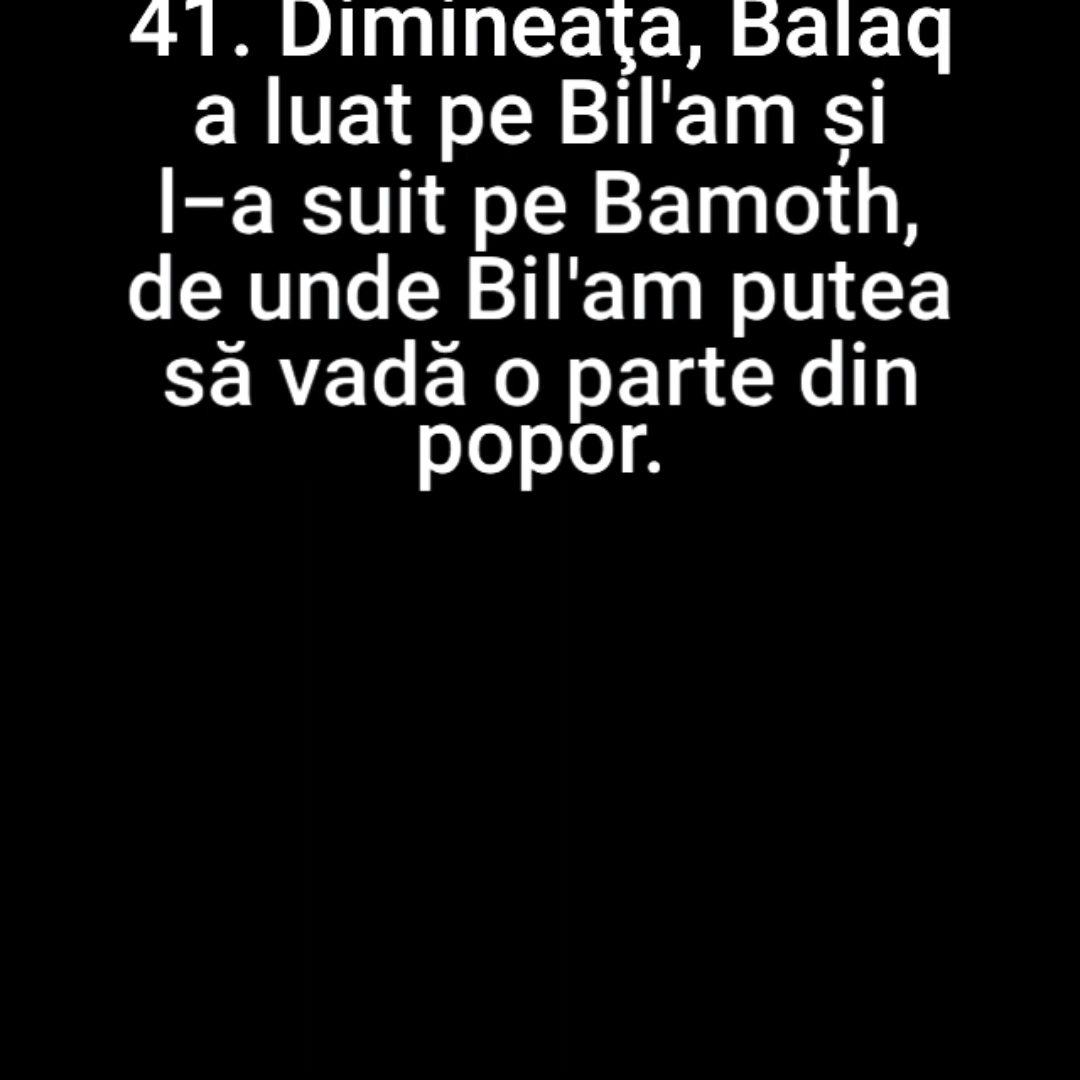 41. Dimineaţa, Balaq
a luat pe Bil'am și
l–a suit pe Bamoth,
de unde Bil'am putea
să vadă o parte din
popor.